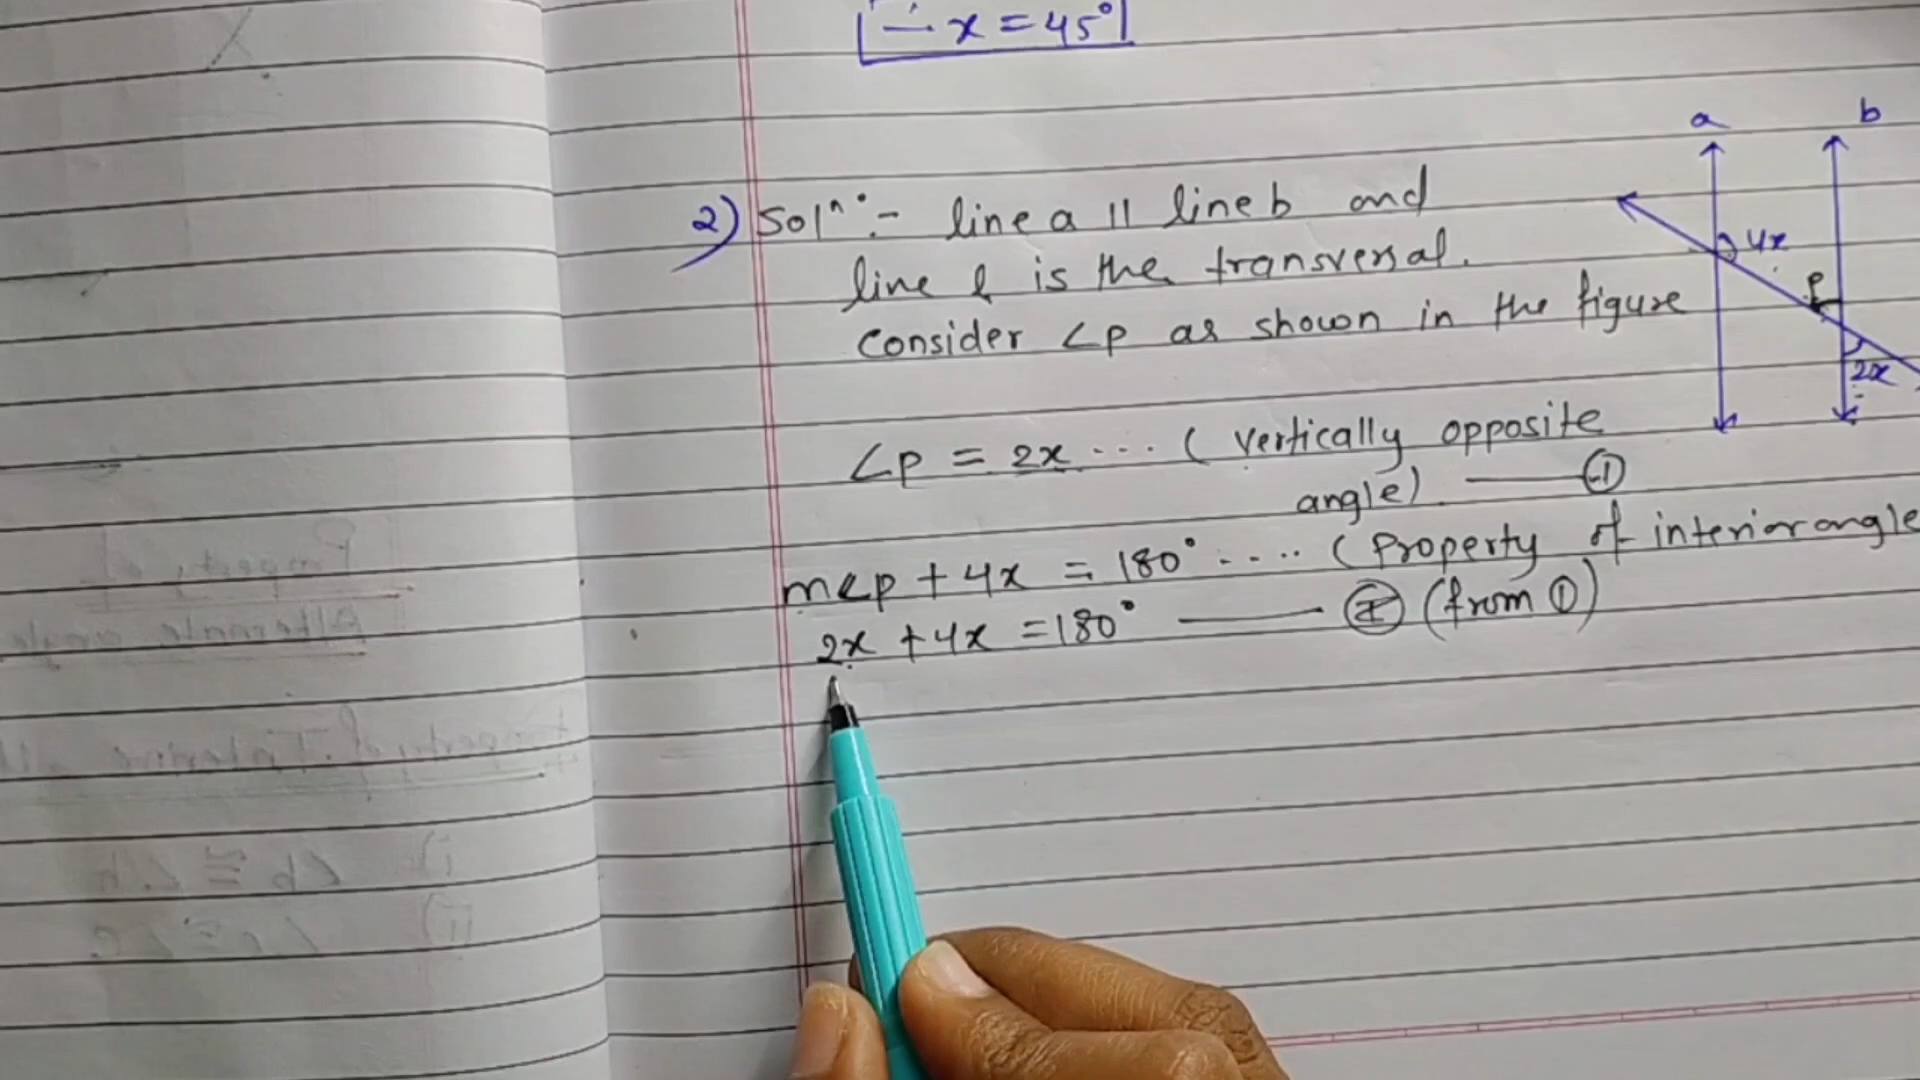 ∴ x = 45°
a b
2) Solⁿ :- line a || line b and
line l is the transversal.
Consider ∠P as shown in the figure
4x
P
2x
∠P = 2x ... (vertically opposite
angle) —— ①
m∠p + 4x = 180° .... (Property of interior angle
2x + 4x = 180° —— ② (from ①)